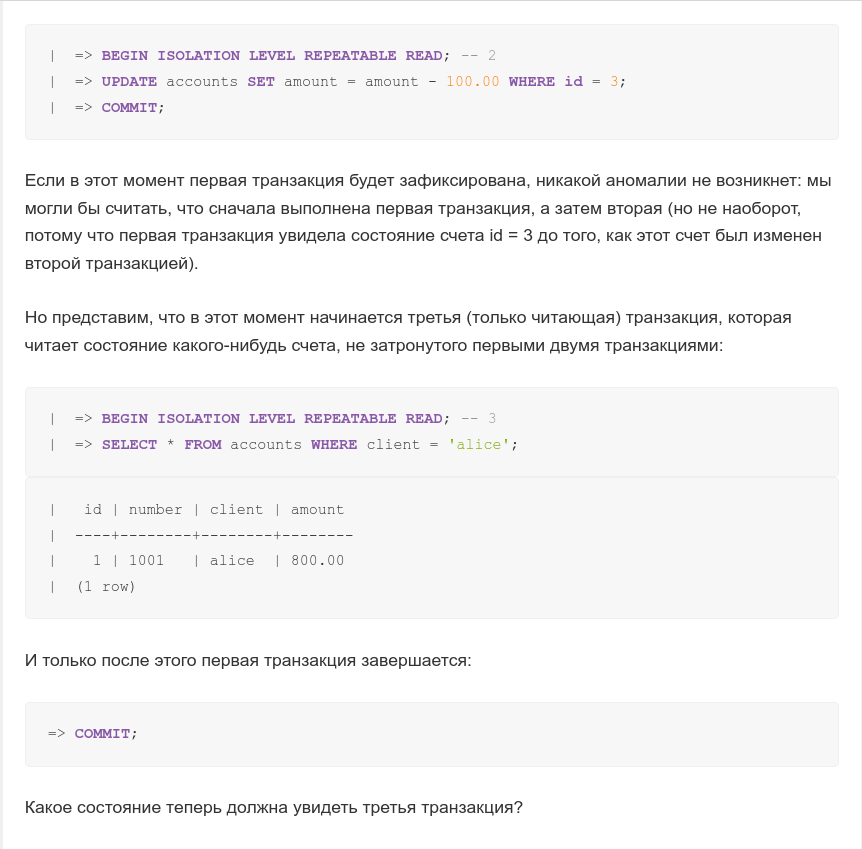 |  => BEGIN ISOLATION LEVEL REPEATABLE READ; -- 2
|  => UPDATE accounts SET amount = amount - 100.00 WHERE id = 3;
|  => COMMIT;
Если в этот момент первая транзакция будет зафиксирована, никакой аномалии не возникнет: мы
могли бы считать, что сначала выполнена первая транзакция, а затем вторая (но не наоборот,
потому что первая транзакция увидела состояние счета id = 3 до того, как этот счет был изменен
второй транзакцией).
Но представим, что в этот момент начинается третья (только читающая) транзакция, которая
читает состояние какого-нибудь счета, не затронутого первыми двумя транзакциями:
|  => BEGIN ISOLATION LEVEL REPEATABLE READ; -- 3
|  => SELECT * FROM accounts WHERE client = 'alice';
|   id | number | client | amount
|  ----+--------+--------+--------
|    1 | 1001   | alice  | 800.00
|  (1 row)
И только после этого первая транзакция завершается:
=> COMMIT;
Какое состояние теперь должна увидеть третья транзакция?